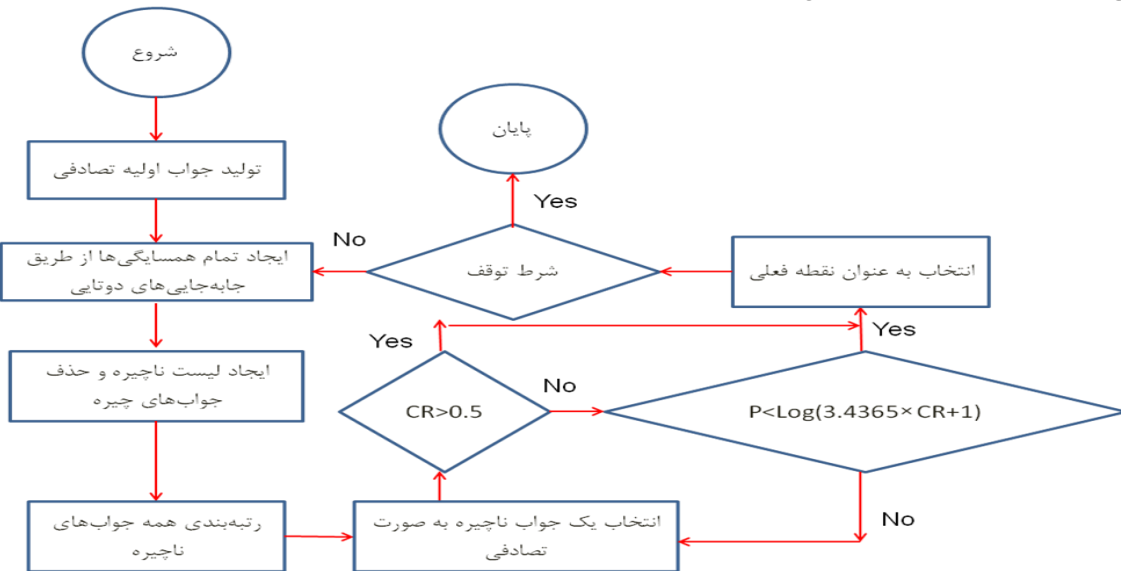 شروع
تولید جواب اولیه تصادفی
ایجاد تمام همسایگی‌ها از طریق
جابه‌جایی‌های دوتایی
ایجاد لیست ناچیره و حذف
جواب‌های چیره
رتبه‌بندی همه جواب‌های
ناچیره
انتخاب یک جواب ناچیره به صورت
تصادفی
CR>0.5
Yes
No
P<Log(3.4365×CR+1)
Yes
No
انتخاب به عنوان نقطه فعلی
شرط توقف
No
Yes
پایان